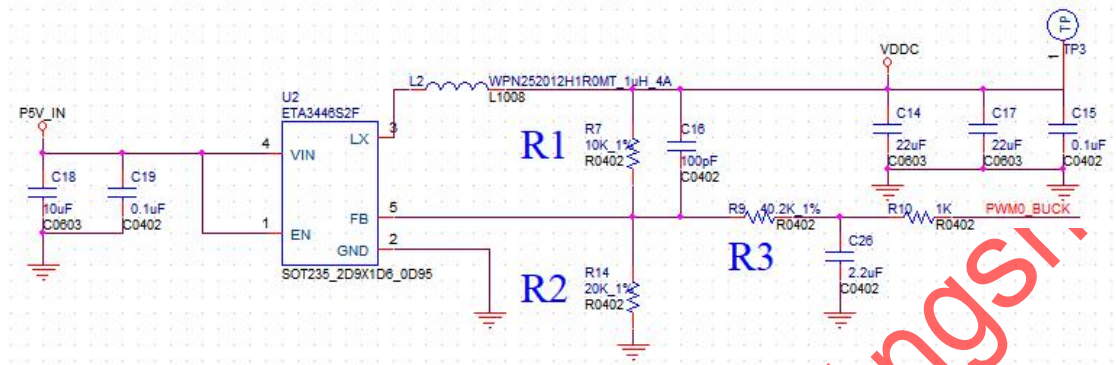 TP
TP3
1
VDDC
L2
WPN252012H1R0MT_1uH_4A
L1008
U2
ETA3446S2F
P5V_IN
LX
3
4
VIN
R1
R7
10K_1%
R0402
C16
100pF
C0402
C14
22uF
C0603
C17
22uF
C0603
C15
0.1uF
C0402
C18
10uF
C0603
C19
0.1uF
C0402
FB
5
1
EN
GND
2
SOT235_2D9X1D6_0D95
R9
40.2K_1%
R0402
R10
1K
R0402
PWM0_BUCK
R3
C26
2.2uF
C0402
R2
R14
20K_1%
R0402